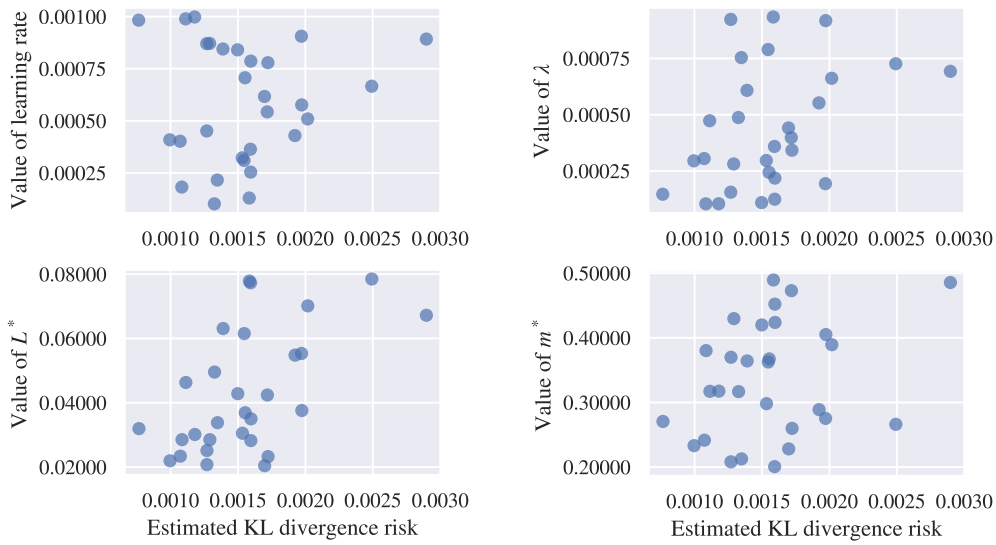 Value of learning rate
0.00100
0.00075
0.00050
0.00025
0.0010 0.0015 0.0020 0.0025 0.0030
Value of λ
0.00075
0.00050
0.00025
0.0010 0.0015 0.0020 0.0025 0.0030
Value of L*
0.08000
0.06000
0.04000
0.02000
0.0010 0.0015 0.0020 0.0025 0.0030
Estimated KL divergence risk
Value of m*
0.50000
0.40000
0.30000
0.20000
0.0010 0.0015 0.0020 0.0025 0.0030
Estimated KL divergence risk